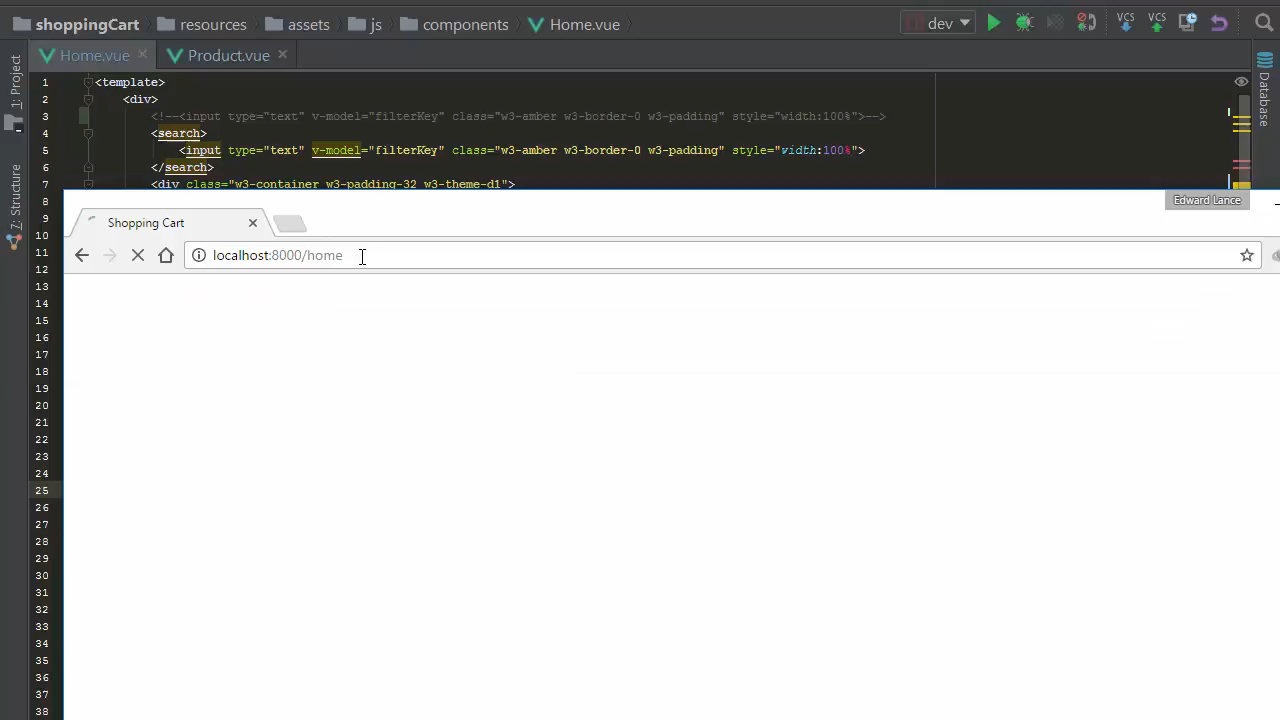 shoppingCart resources assets js components Home.vue dev VCS VCS
Home.vue Product.vue
1: Project
7: Structure
Database
1 <template>
2 <div>
3 <!--<input type="text" v-model="filterKey" class="w3-amber w3-border-0 w3-padding" style="width:100%">-->
4 <search>
5 <input type="text" v-model="filterKey" class="w3-amber w3-border-0 w3-padding" style="width:100%">
6 </search>
7 <div class="w3-container w3-padding-32 w3-theme-d1">
8
Edward Lance
9
Shopping Cart
10
11
localhost:8000/home
12
13
14
15
16
17
18
19
20
21
22
23
24
25
26
27
28
29
30
31
32
33
34
35
36
37
38